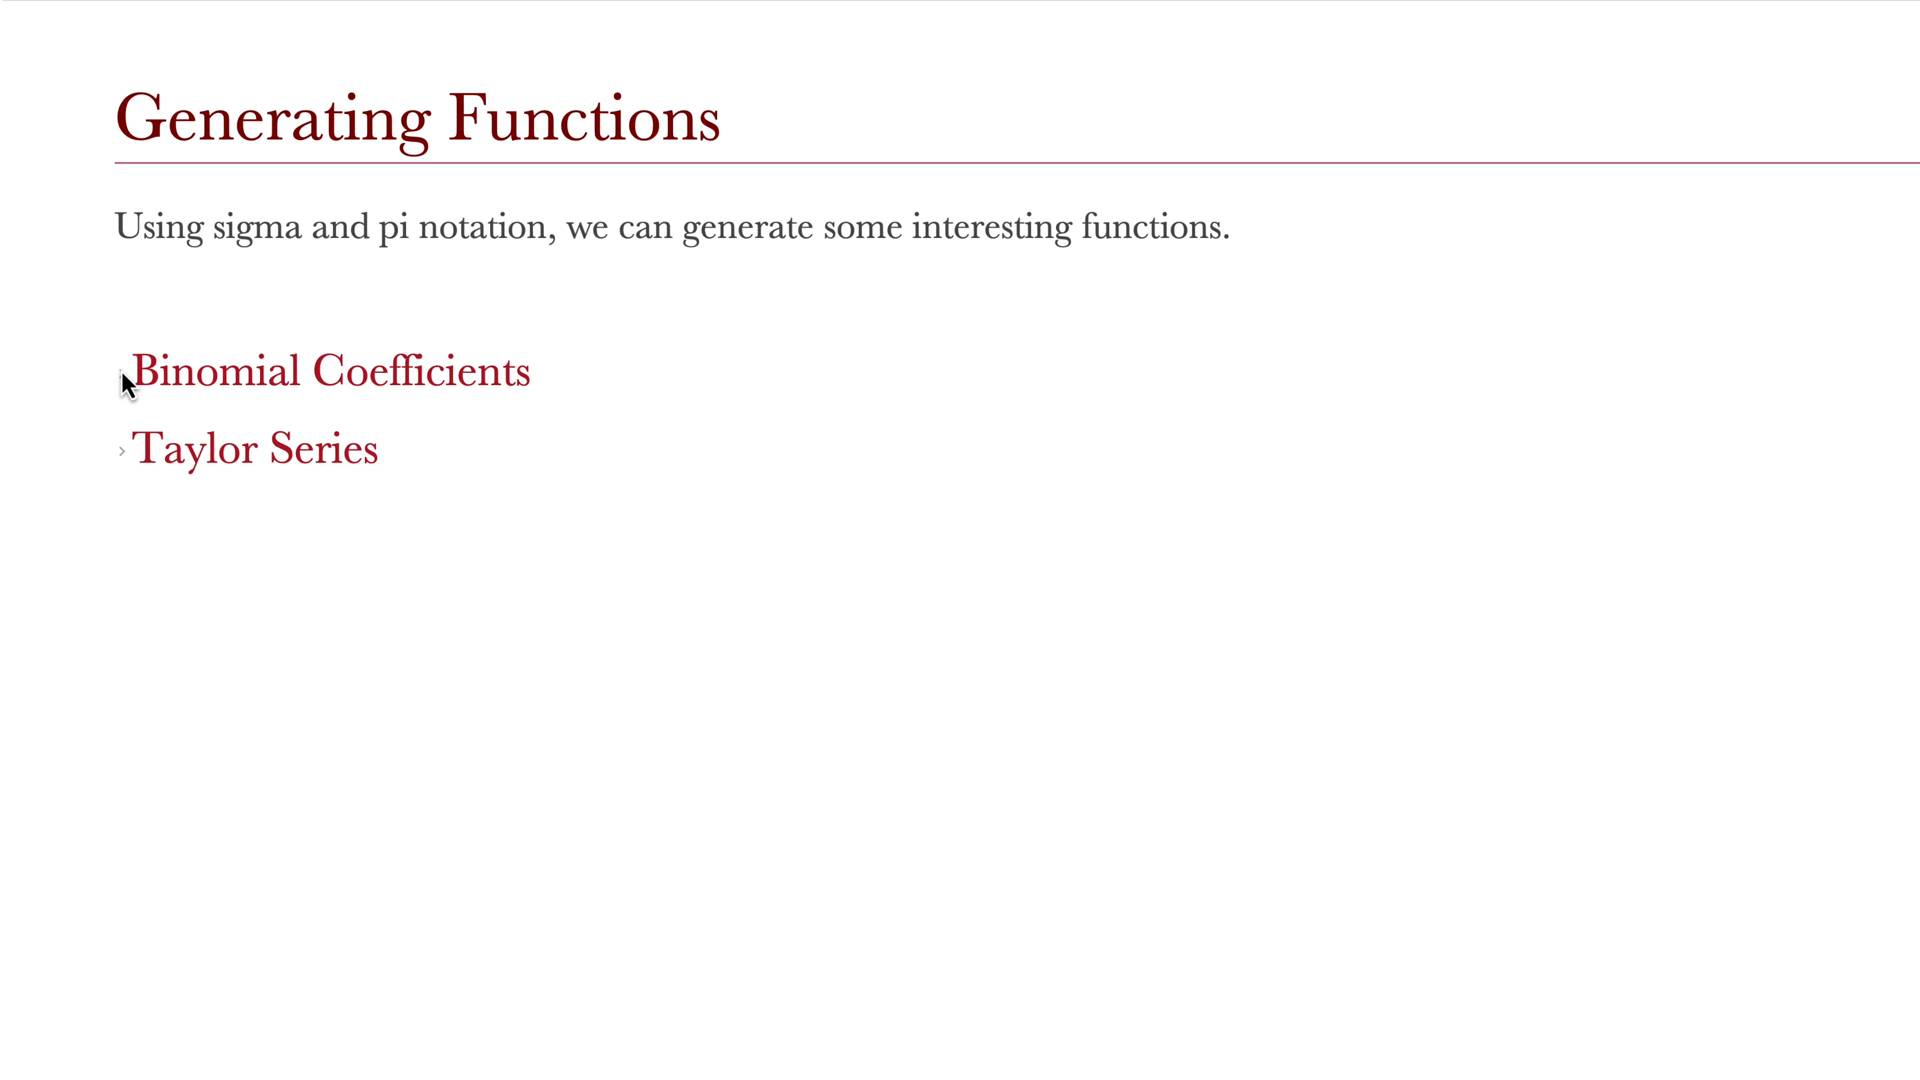 Generating Functions
Using sigma and pi notation, we can generate some interesting functions.
Binomial Coefficients
Taylor Series